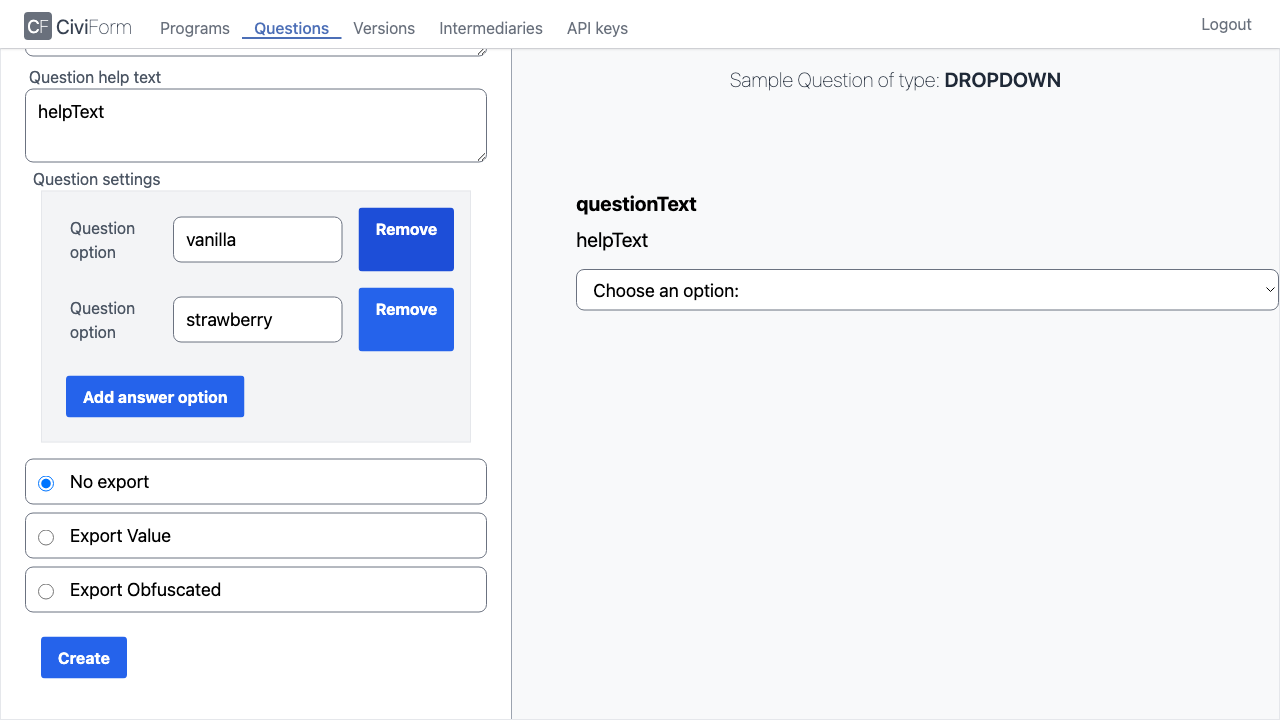 CF CiviForm Programs Questions Versions Intermediaries API keys Logout
Question help text
helpText
Question settings
Question
option
vanilla
Remove
Question
option
strawberry
Remove
Add answer option
No export
Export Value
Export Obfuscated
Create
Sample Question of type: DROPDOWN
questionText
helpText
Choose an option: